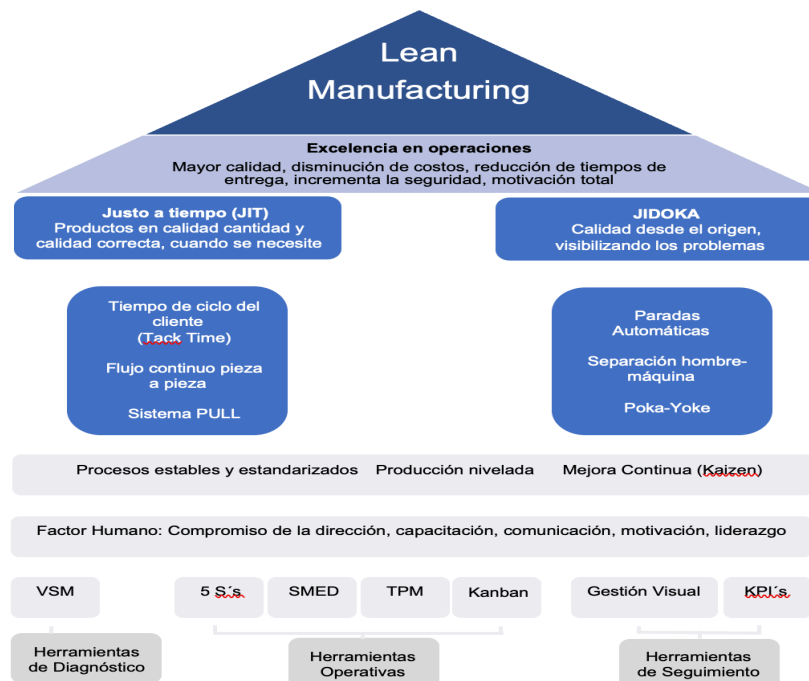 Lean
Manufacturing
Excelencia en operaciones
Mayor calidad, disminución de costos, reducción de tiempos de
entrega, incrementa la seguridad, motivación total
Justo a tiempo (JIT)
Productos en calidad cantidad y
calidad correcta, cuando se necesite
JIDOKA
Calidad desde el origen,
visibilizando los problemas
Tiempo de ciclo del
cliente
(Tack Time)
Flujo continuo pieza
a pieza
Sistema PULL
Paradas
Automáticas
Separación hombre-
máquina
Poka-Yoke
Procesos estables y estandarizados Producción nivelada Mejora Continua (Kaizen)
Factor Humano: Compromiso de la dirección, capacitación, comunicación, motivación, liderazgo
VSM
5 S´s
SMED
TPM
Kanban
Gestión Visual
KPI´s
Herramientas
de Diagnóstico
Herramientas
Operativas
Herramientas
de Seguimiento